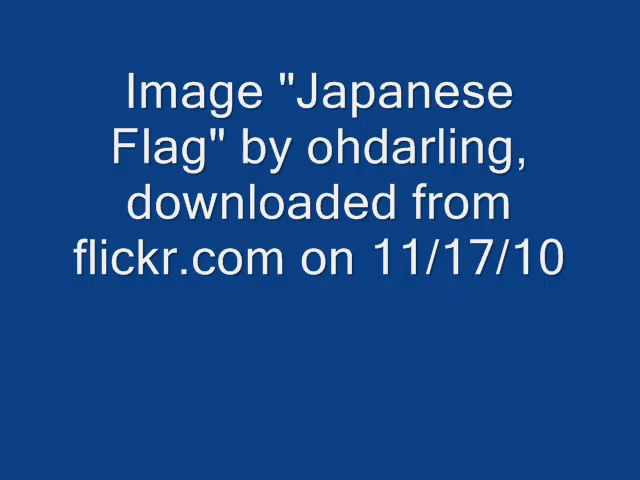 Image "Japanese
Flag" by ohdarling,
downloaded from
flickr.com on 11/17/10